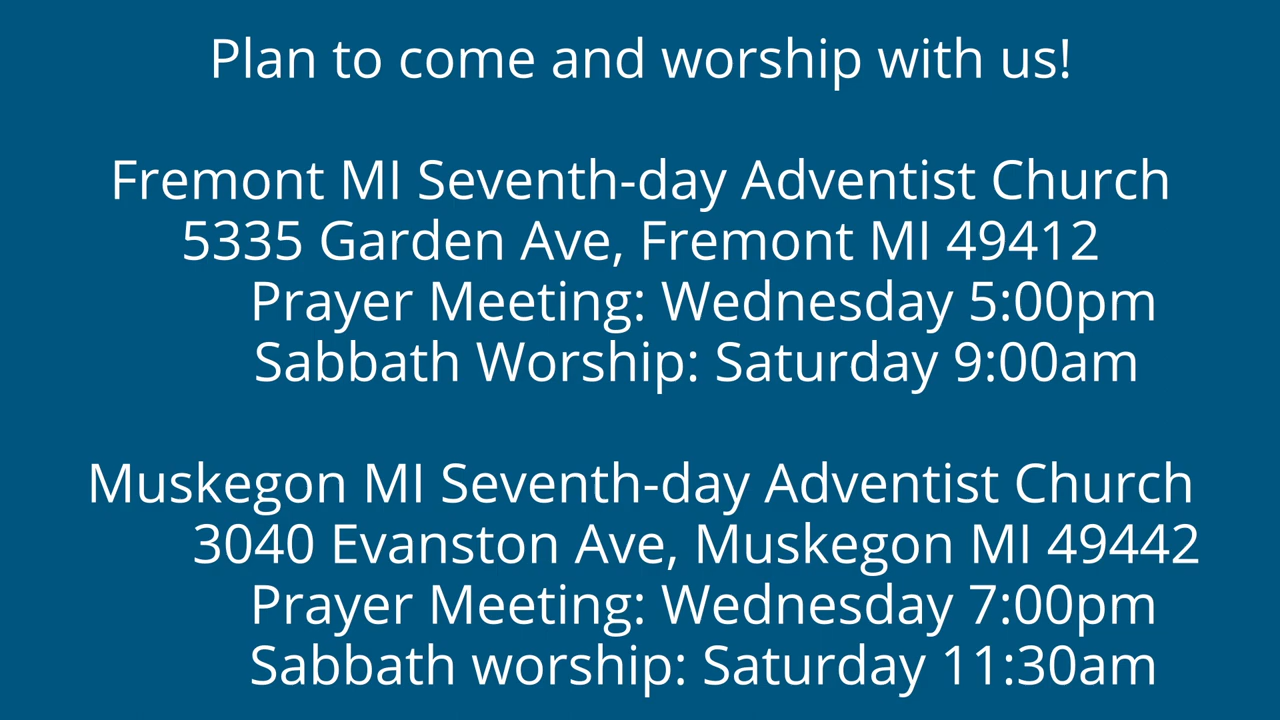 Plan to come and worship with us!
Fremont MI Seventh-day Adventist Church
5335 Garden Ave, Fremont MI 49412
Prayer Meeting: Wednesday 5:00pm
Sabbath Worship: Saturday 9:00am
Muskegon MI Seventh-day Adventist Church
3040 Evanston Ave, Muskegon MI 49442
Prayer Meeting: Wednesday 7:00pm
Sabbath worship: Saturday 11:30am